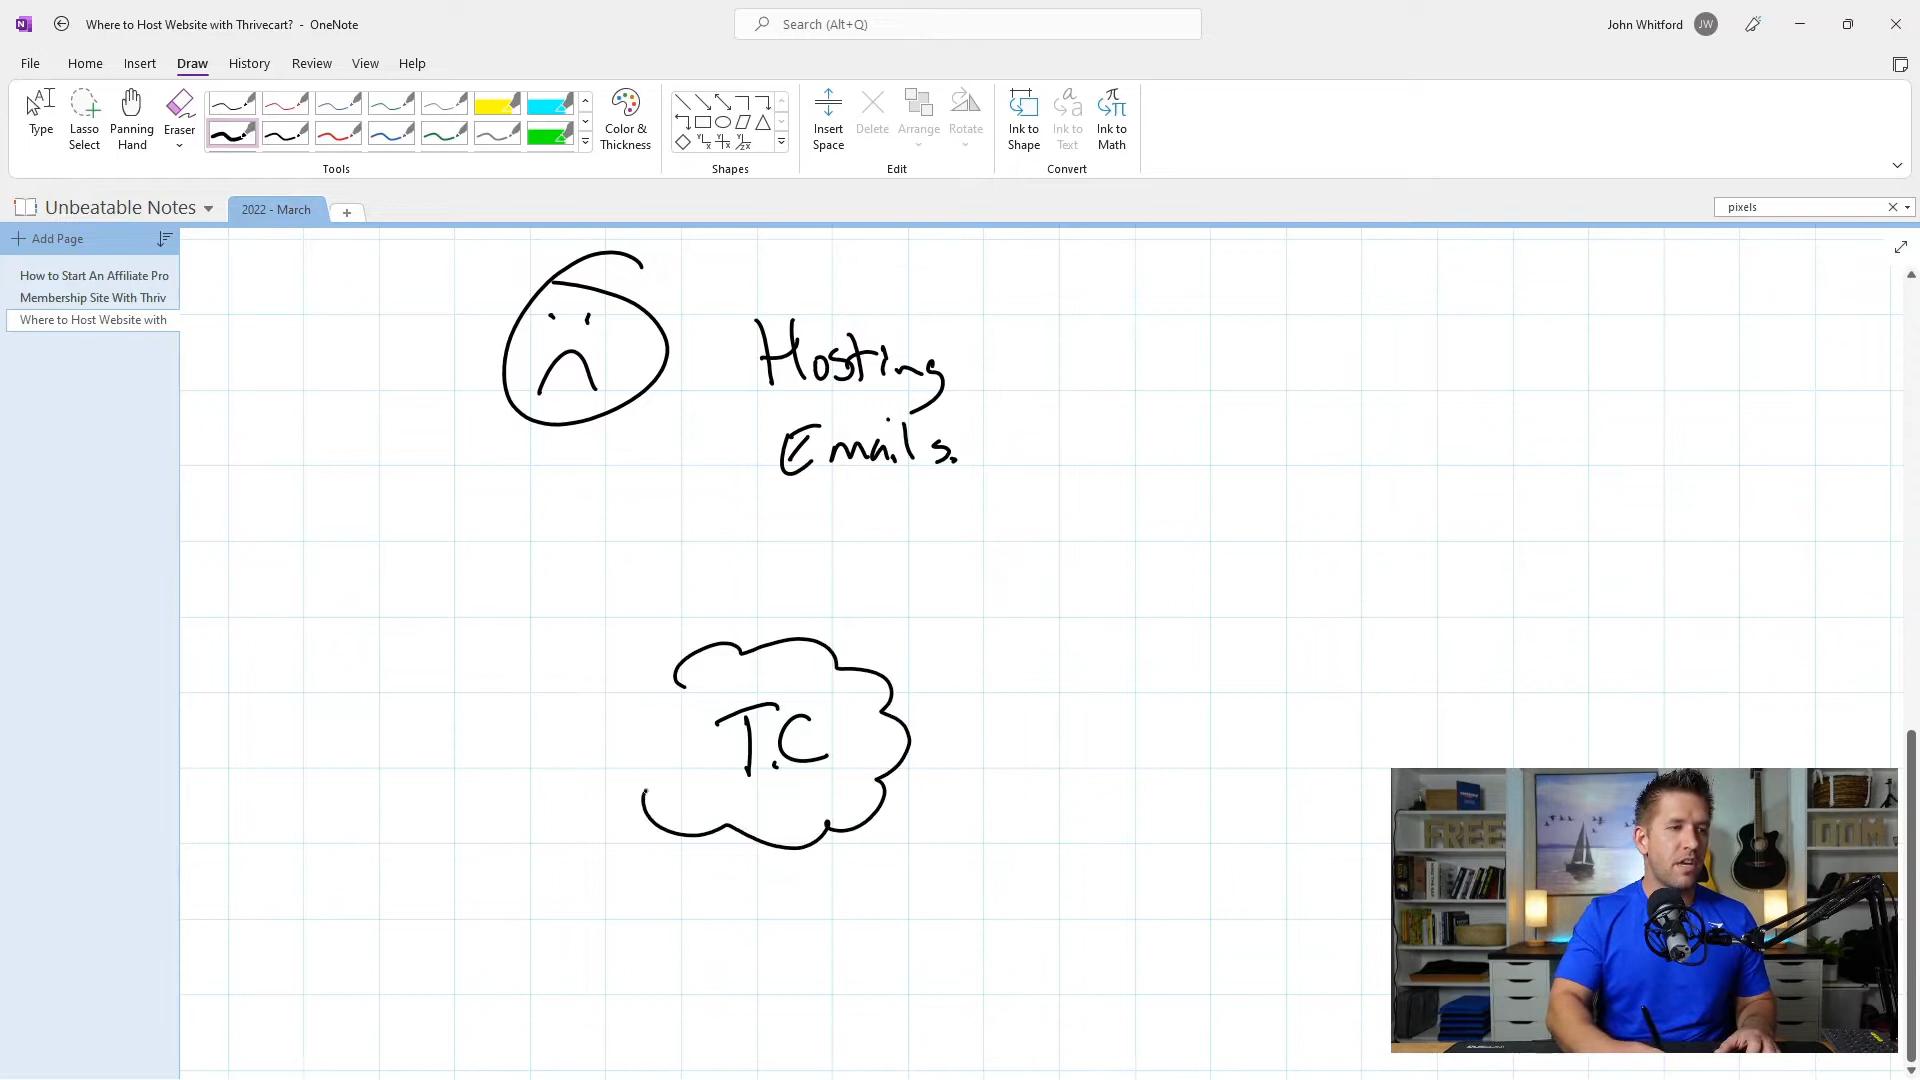 Where to Host Website with Thrivecart? - OneNote
Search (Alt+Q)
John Whitford
JW
File
Home
Insert
Draw
History
Review
View
Help
Type
Lasso
Select
Panning
Hand
Eraser
Color &
Thickness
Insert
Space
Delete
Arrange
Rotate
Ink to
Shape
Ink to
Text
Ink to
Math
Tools
Shapes
Edit
Convert
Unbeatable Notes
2022 - March
pixels
Add Page
How to Start An Affiliate Pro
Membership Site With Thriv
Where to Host Website with
Hosting
Emails.
T.C
FREE
DOM